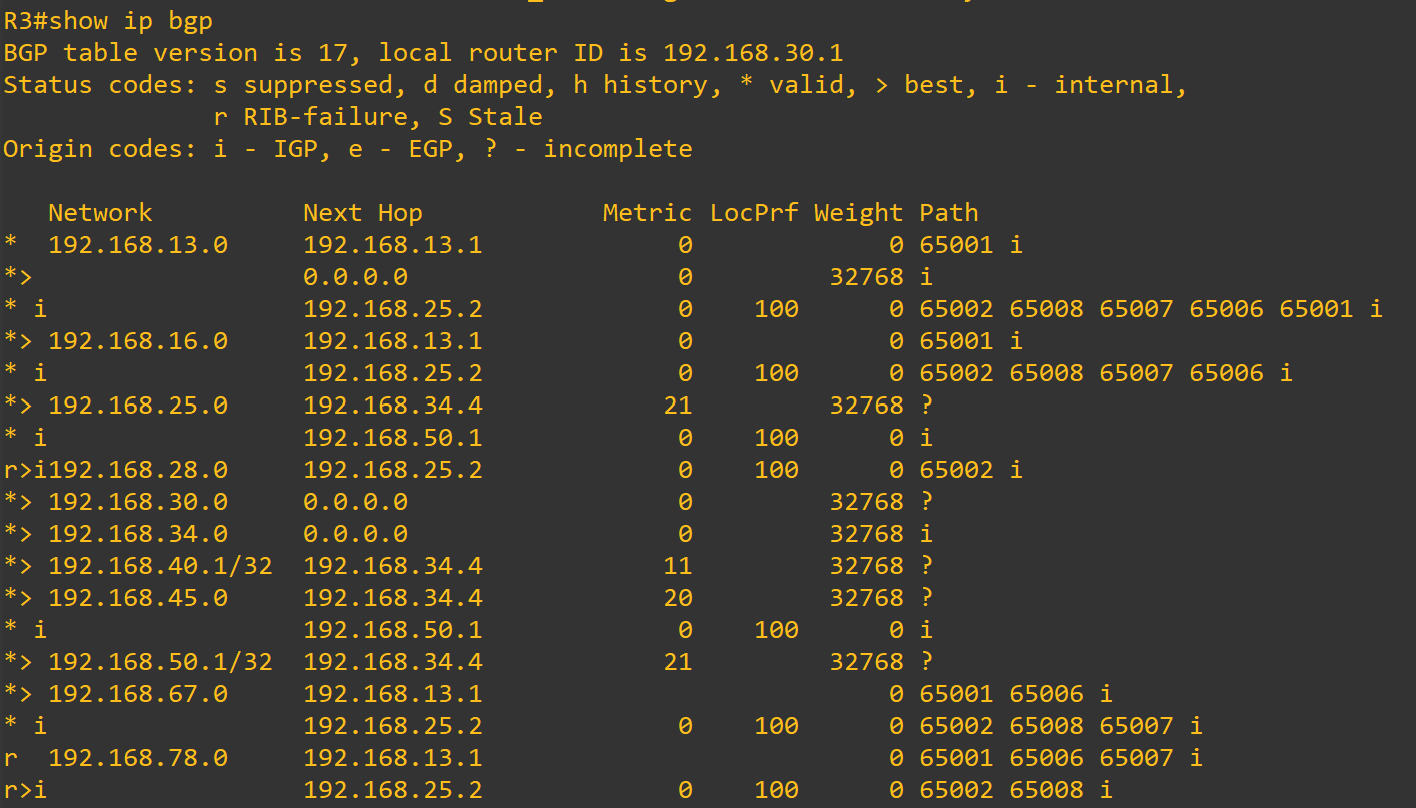 R3#show ip bgp
BGP table version is 17, local router ID is 192.168.30.1
Status codes: s suppressed, d damped, h history, * valid, > best, i - internal,
              r RIB-failure, S Stale
Origin codes: i - IGP, e - EGP, ? - incomplete

   Network          Next Hop            Metric LocPrf Weight Path
*  192.168.13.0     192.168.13.1             0             0 65001 i
*>                  0.0.0.0                  0         32768 i
* i                 192.168.25.2             0    100      0 65002 65008 65007 65006 65001 i
*> 192.168.16.0     192.168.13.1             0             0 65001 i
* i                 192.168.25.2             0    100      0 65002 65008 65007 65006 i
*> 192.168.25.0     192.168.34.4            21         32768 ?
* i                 192.168.50.1             0    100      0 i
r>i192.168.28.0     192.168.25.2             0    100      0 65002 i
*> 192.168.30.0     0.0.0.0                  0         32768 ?
*> 192.168.34.0     0.0.0.0                  0         32768 i
*> 192.168.40.1/32  192.168.34.4            11         32768 ?
*> 192.168.45.0     192.168.34.4            20         32768 ?
* i                 192.168.50.1             0    100      0 i
*> 192.168.50.1/32  192.168.34.4            21         32768 ?
*> 192.168.67.0     192.168.13.1                           0 65001 65006 i
* i                 192.168.25.2             0    100      0 65002 65008 65007 i
r  192.168.78.0     192.168.13.1                           0 65001 65006 65007 i
r>i                 192.168.25.2             0    100      0 65002 65008 i